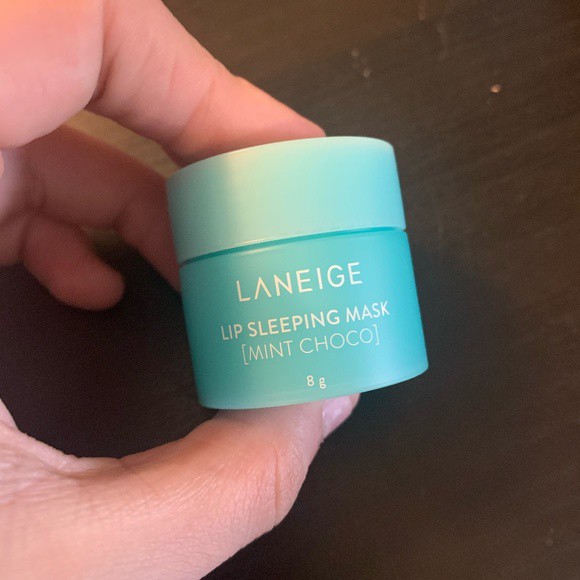 LANEIGE
LIP SLEEPING MASK
[MINT CHOCO]
8 g